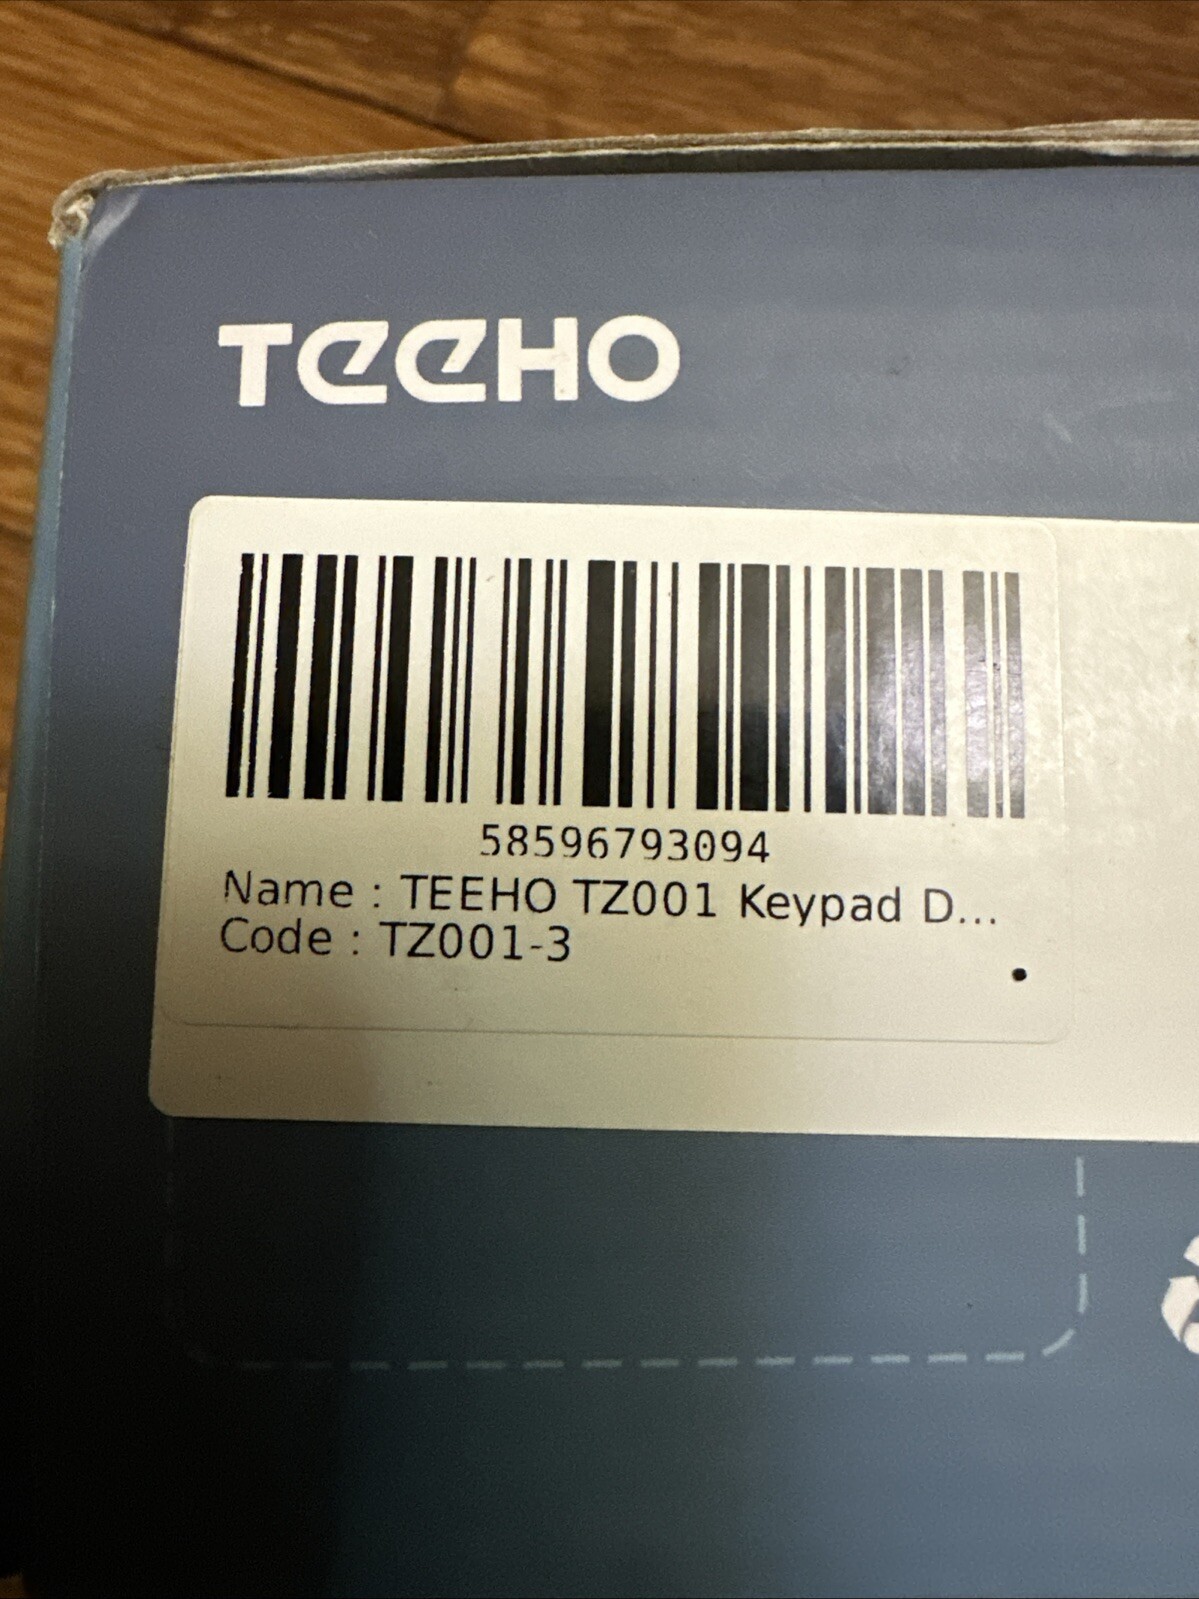 TEEHO
58596793094
Name : TEEHO TZ001 Keypad D...
Code : TZ001-3